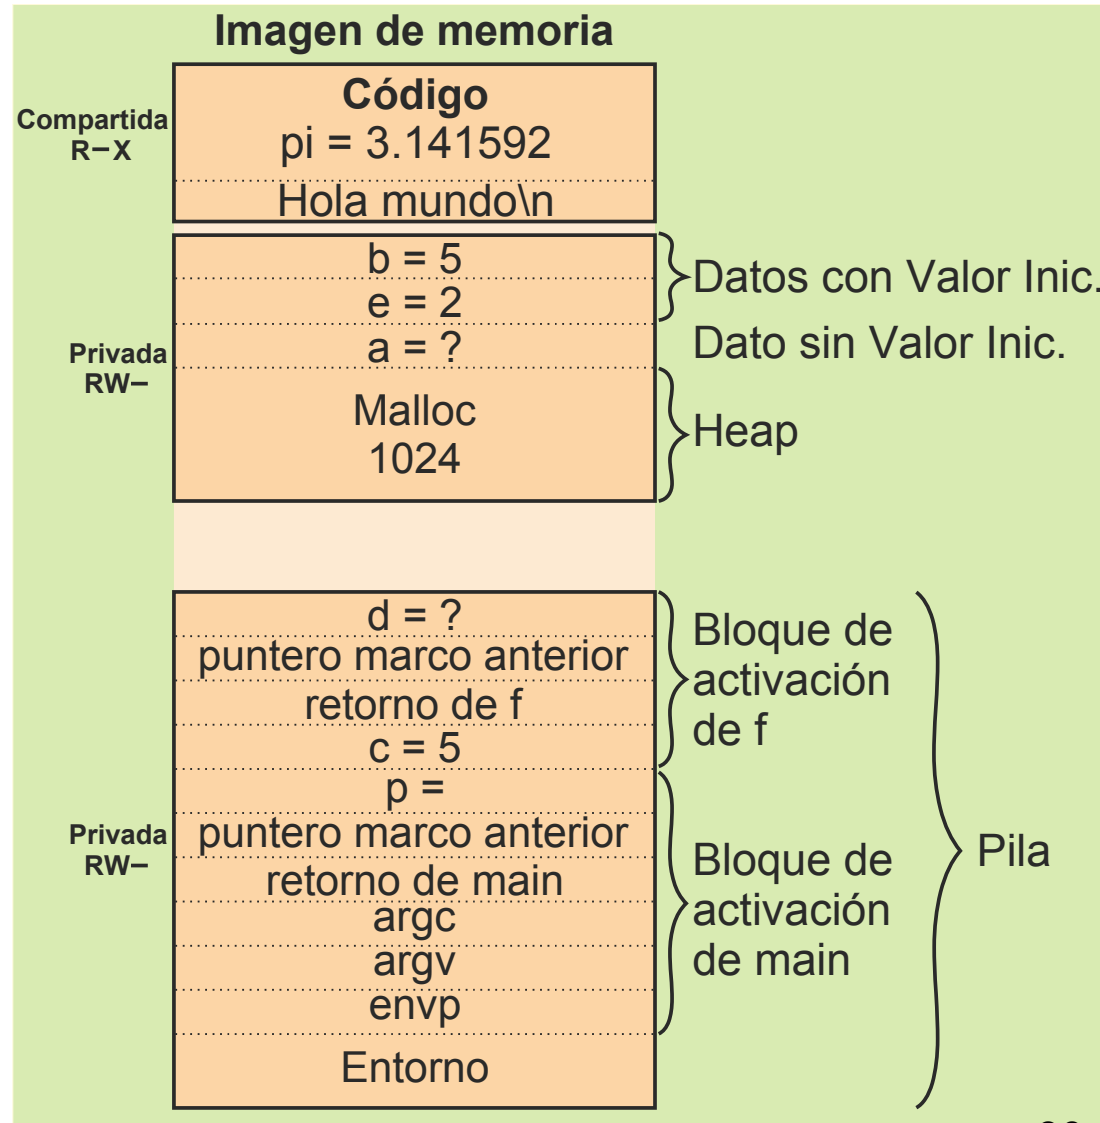 Imagen de memoria
Compartida
R–X
Código
pi = 3.141592
Hola mundo\n
Privada
RW–
b = 5
e = 2
a = ?
Malloc
1024
Datos con Valor Inic.
Dato sin Valor Inic.
Heap
Privada
RW–
d = ?
puntero marco anterior
retorno de f
c = 5
p =
puntero marco anterior
retorno de main
argc
argv
envp
Entorno
Bloque de
activación
de f
Bloque de
activación
de main
Pila